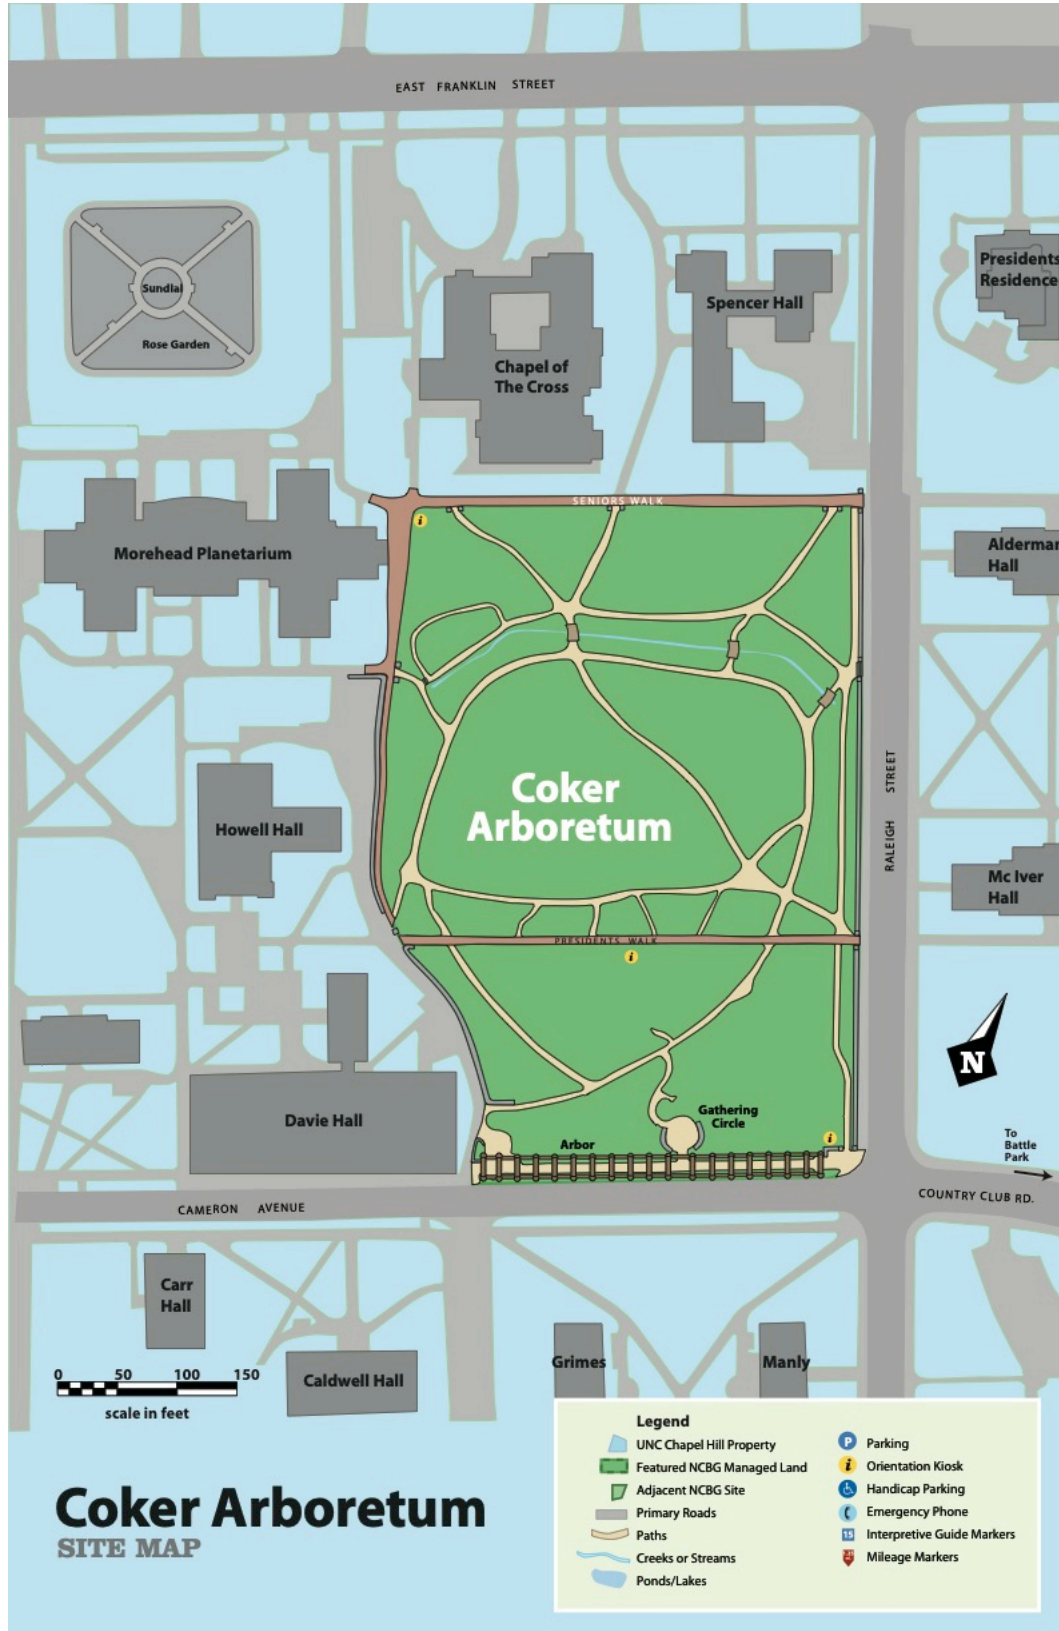 EAST FRANKLIN STREET
Sundial
Rose Garden
Chapel of
The Cross
Spencer Hall
Presidents
Residence
SENIORS WALK
Morehead Planetarium
i
Alderman
Hall
Coker
Arboretum
RALEIGH STREET
Howell Hall
Mc Iver
Hall
PRESIDENTS WALK
i
N
Davie Hall
Gathering
Circle
Arbor
i
To
Battle
Park
CAMERON AVENUE
COUNTRY CLUB RD.
Carr
Hall
Grimes
Manly
Caldwell Hall
0 50 100 150
scale in feet
Legend
UNC Chapel Hill Property
Featured NCBG Managed Land
Adjacent NCBG Site
Primary Roads
Paths
Creeks or Streams
Ponds/Lakes
P Parking
i Orientation Kiosk
Handicap Parking
Emergency Phone
15 Interpretive Guide Markers
Mileage Markers
Coker Arboretum
SITE MAP